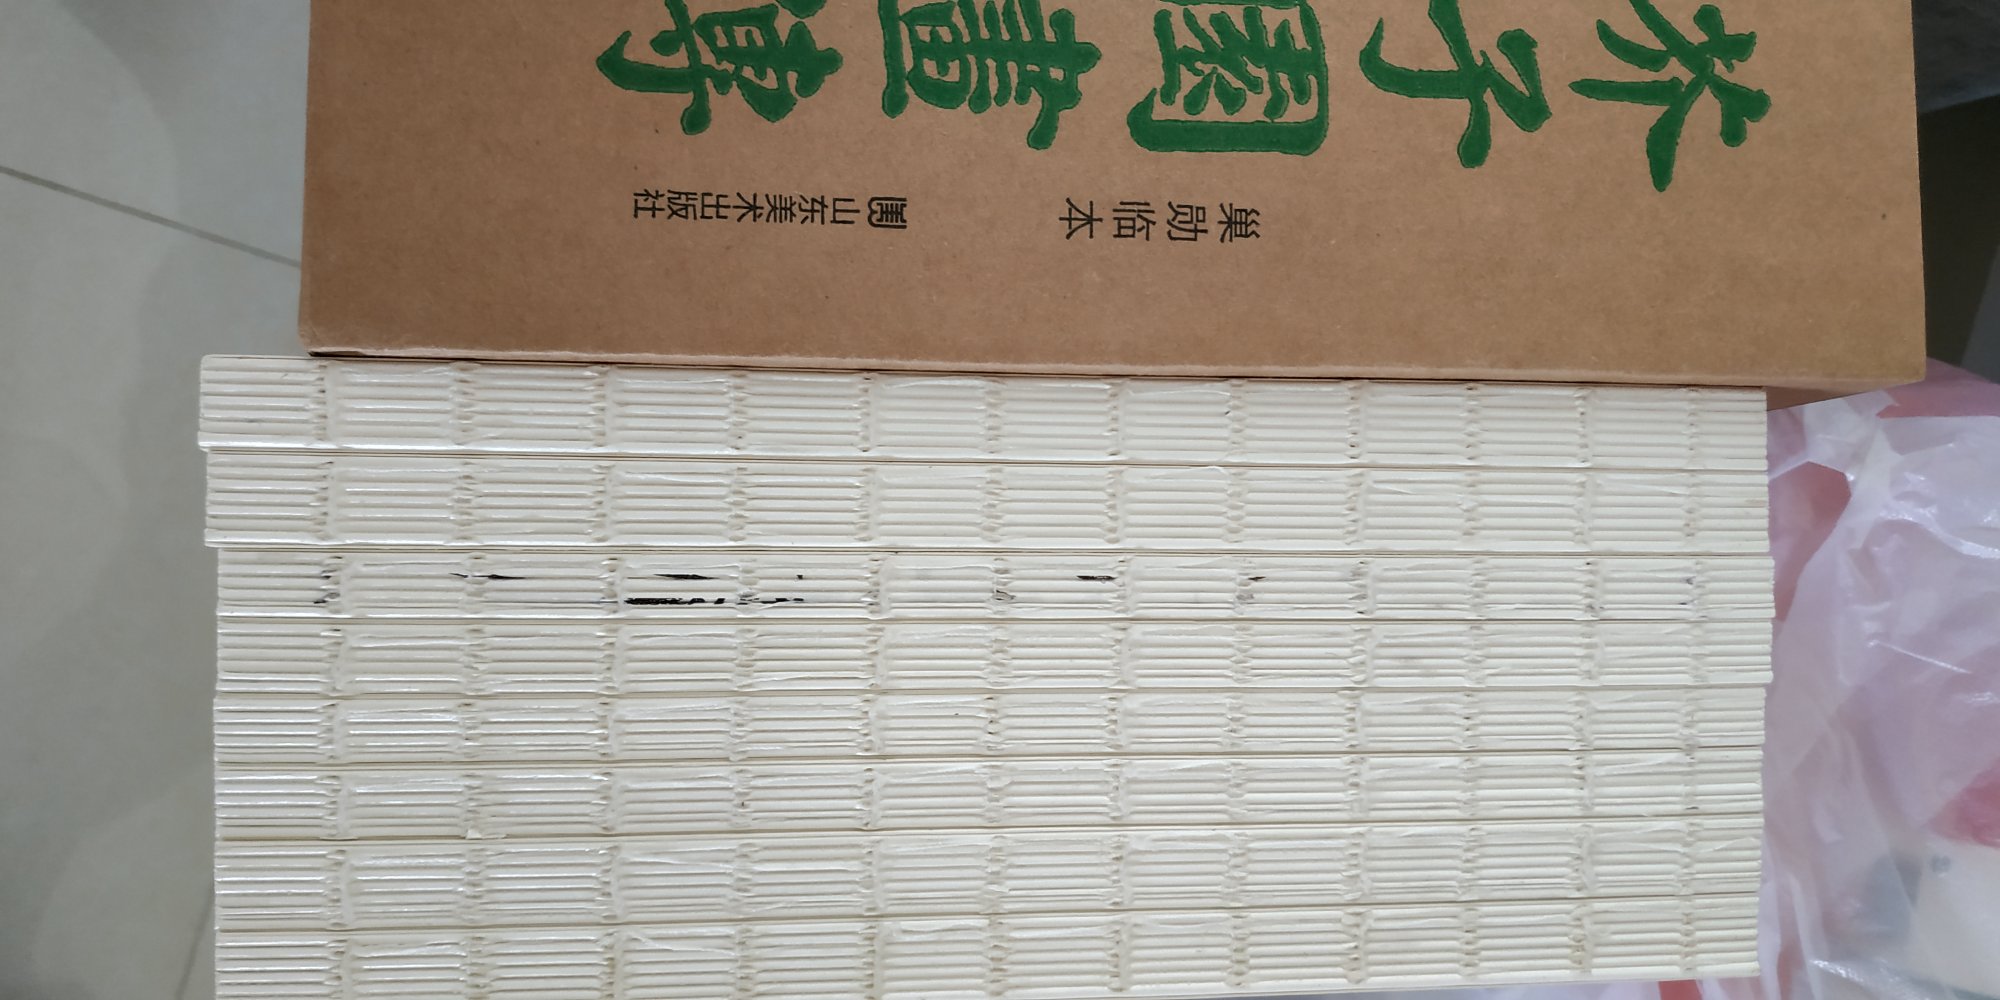 芥子園畫傳
巢勋临本
山东美术出版社